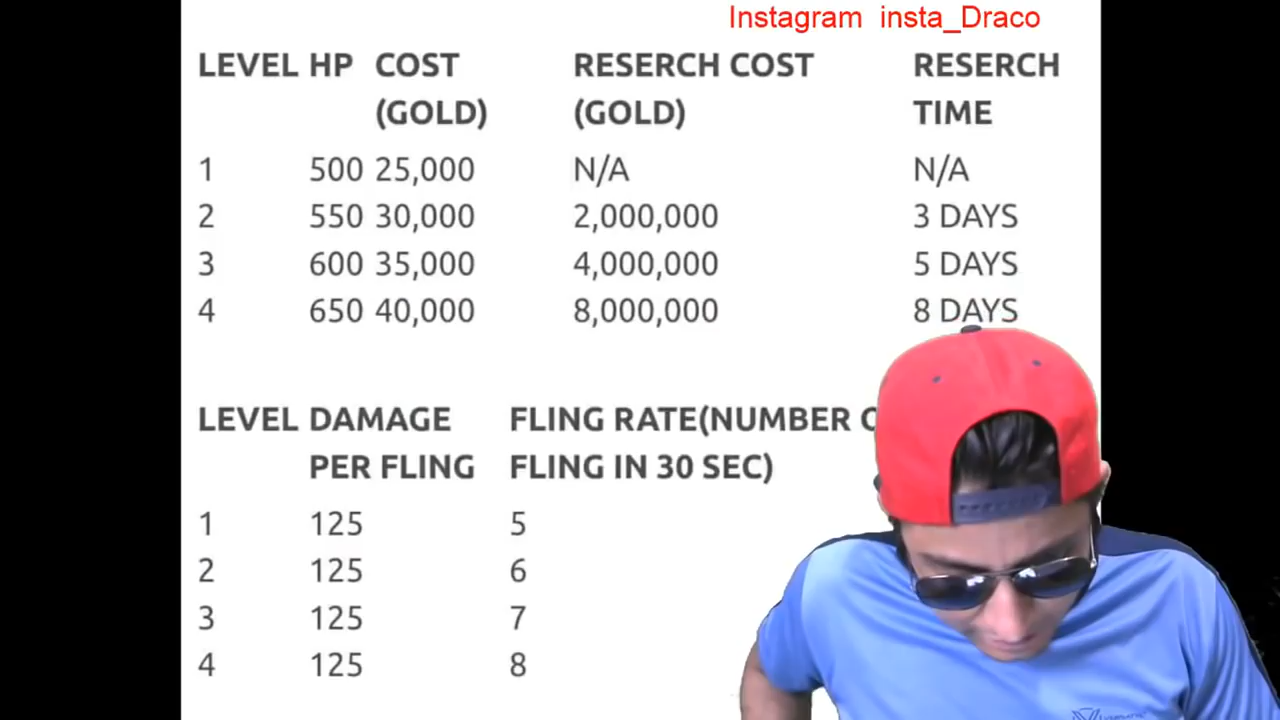 Instagram insta_Draco
LEVEL HP COST RESERCH COST RESERCH
(GOLD) (GOLD) TIME
1 500 25,000 N/A N/A
2 550 30,000 2,000,000 3 DAYS
3 600 35,000 4,000,000 5 DAYS
4 650 40,000 8,000,000 8 DAYS
LEVEL DAMAGE FLING RATE(NUMBER
PER FLING FLING IN 30 SEC)
1 125 5
2 125 6
3 125 7
4 125 8